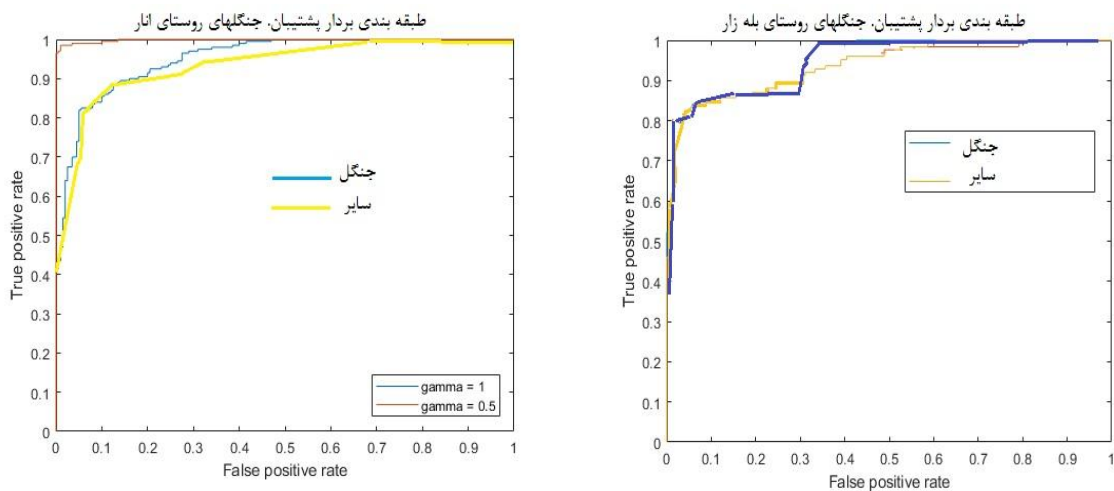 طبقه بندی بردار پشتیبان. جنگلهای روستای انار
1
0.9
0.8
0.7
0.6
0.5
0.4
0.3
0.2
0.1
0
True positive rate
جنگل
سایر
gamma = 1
gamma = 0.5
0 0.1 0.2 0.3 0.4 0.5 0.6 0.7 0.8 0.9 1
False positive rate
طبقه بندی بردار پشتیبان. جنگلهای روستای بله زار
1
0.9
0.8
0.7
0.6
0.5
0.4
0.3
0.2
0.1
0
True positive rate
جنگل
سایر
0 0.1 0.2 0.3 0.4 0.5 0.6 0.7 0.8 0.9 1
False positive rate